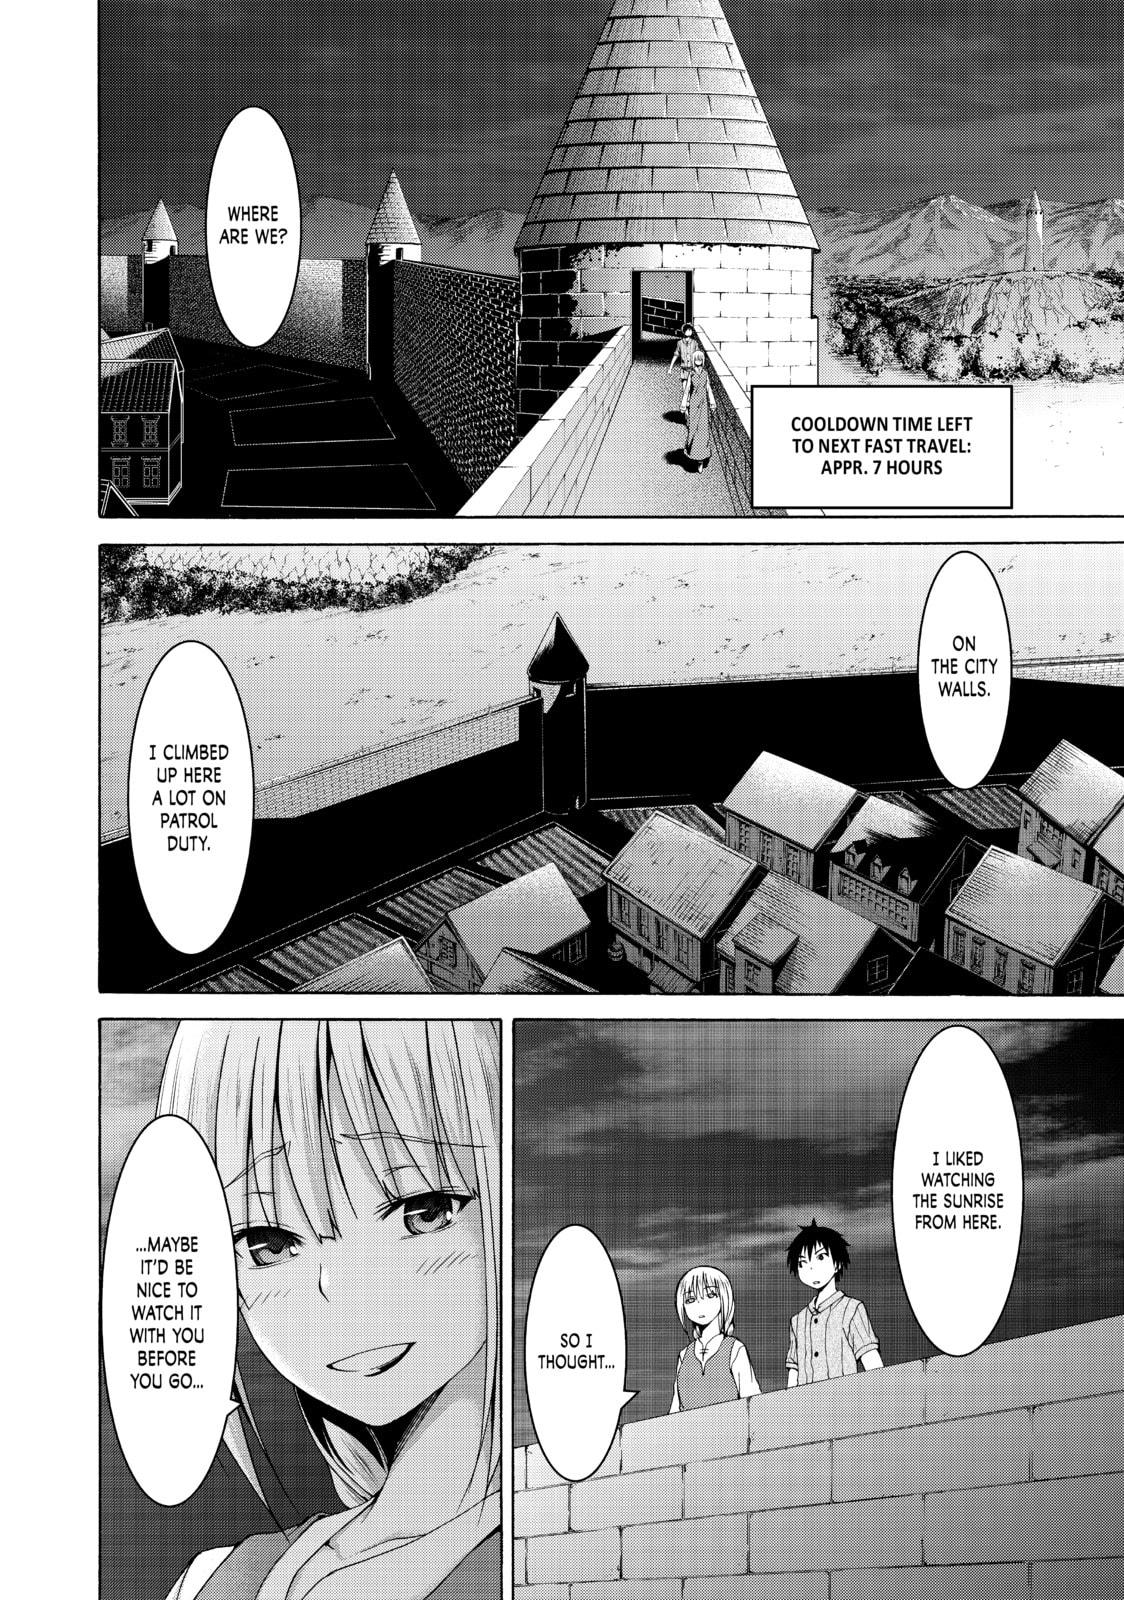 COOLDOWN TIME LEFT
TO NEXT FAST TRAVEL:
APPR. 7 HOURS
WHERE
ARE WE?
ON
THE CITY
WALLS.
I CLIMBED
UP HERE
A LOT ON
PATROL
DUTY.
I LIKED
WATCHING
THE SUNRISE
FROM HERE.
SO I
THOUGHT...
...MAYBE
IT'D BE
NICE TO
WATCH IT
WITH YOU
BEFORE
YOU GO...